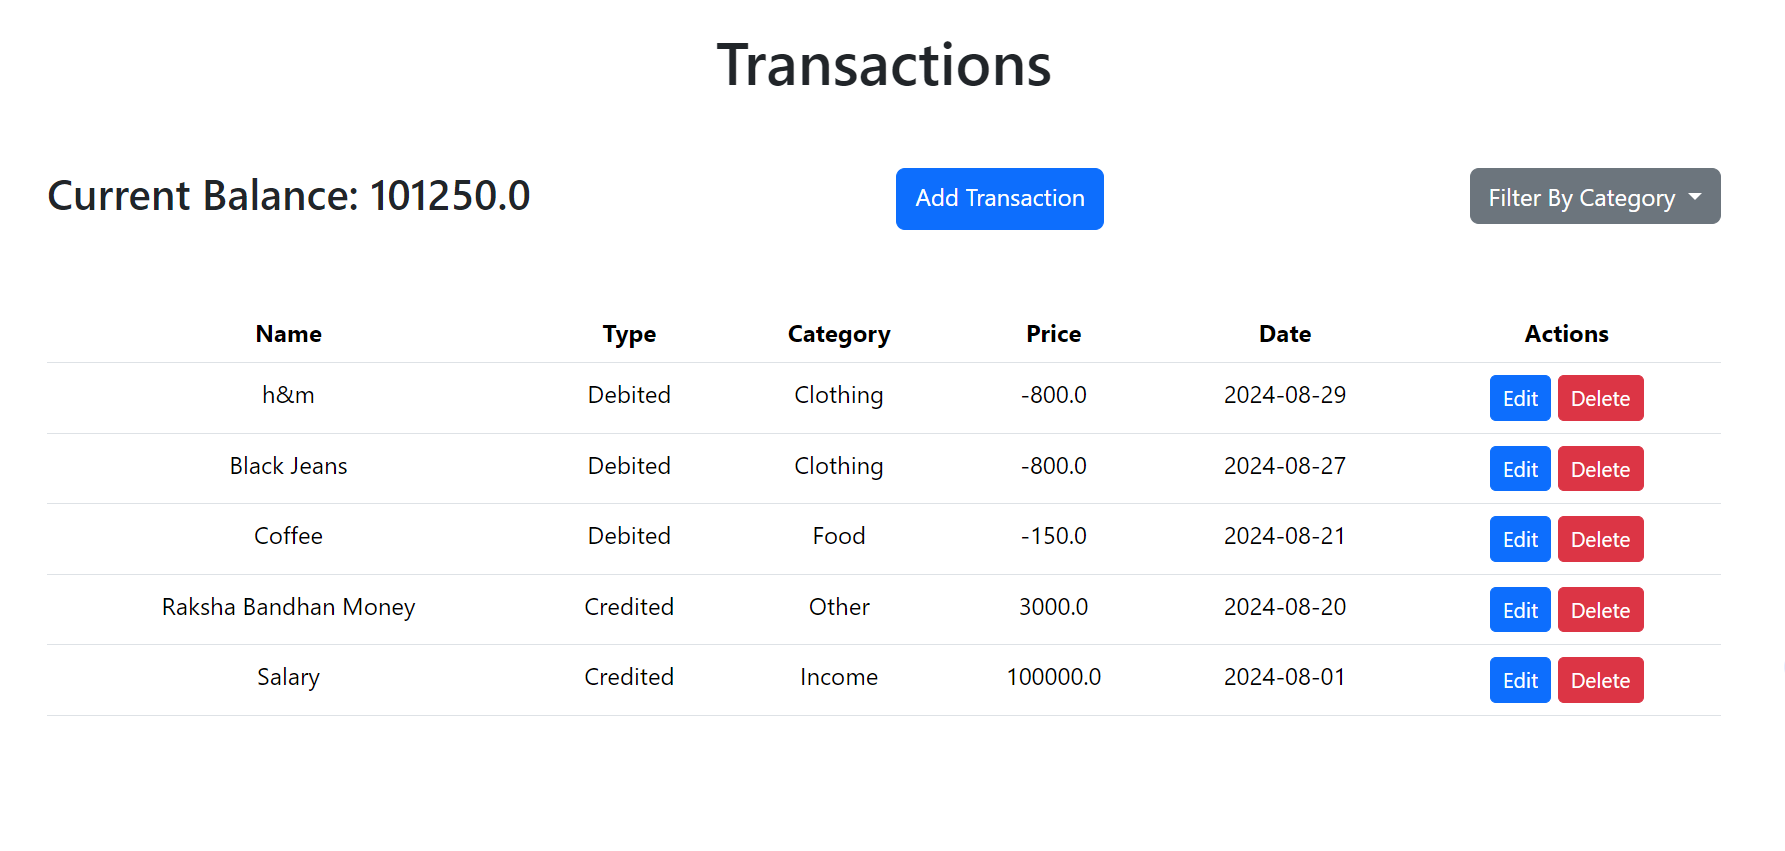 Transactions
Current Balance: 101250.0
Add Transaction
Filter By Category
Name Type Category Price Date Actions
h&m Debited Clothing -800.0 2024-08-29 Edit Delete
Black Jeans Debited Clothing -800.0 2024-08-27 Edit Delete
Coffee Debited Food -150.0 2024-08-21 Edit Delete
Raksha Bandhan Money Credited Other 3000.0 2024-08-20 Edit Delete
Salary Credited Income 100000.0 2024-08-01 Edit Delete